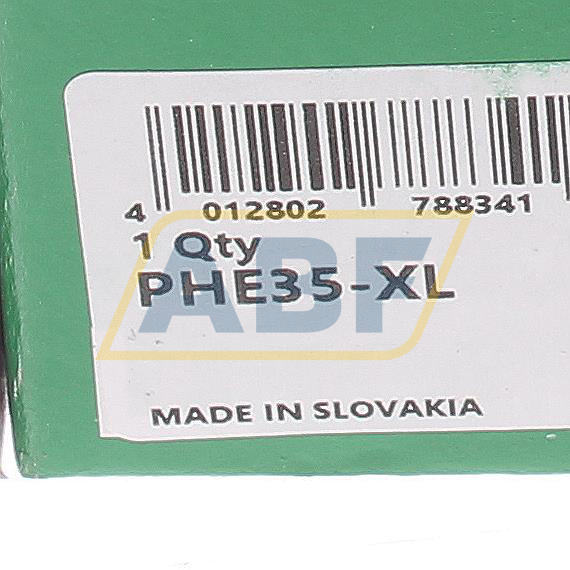 4 012802 788341
1 Qty
PHE35-XL
ABF
MADE IN SLOVAKIA